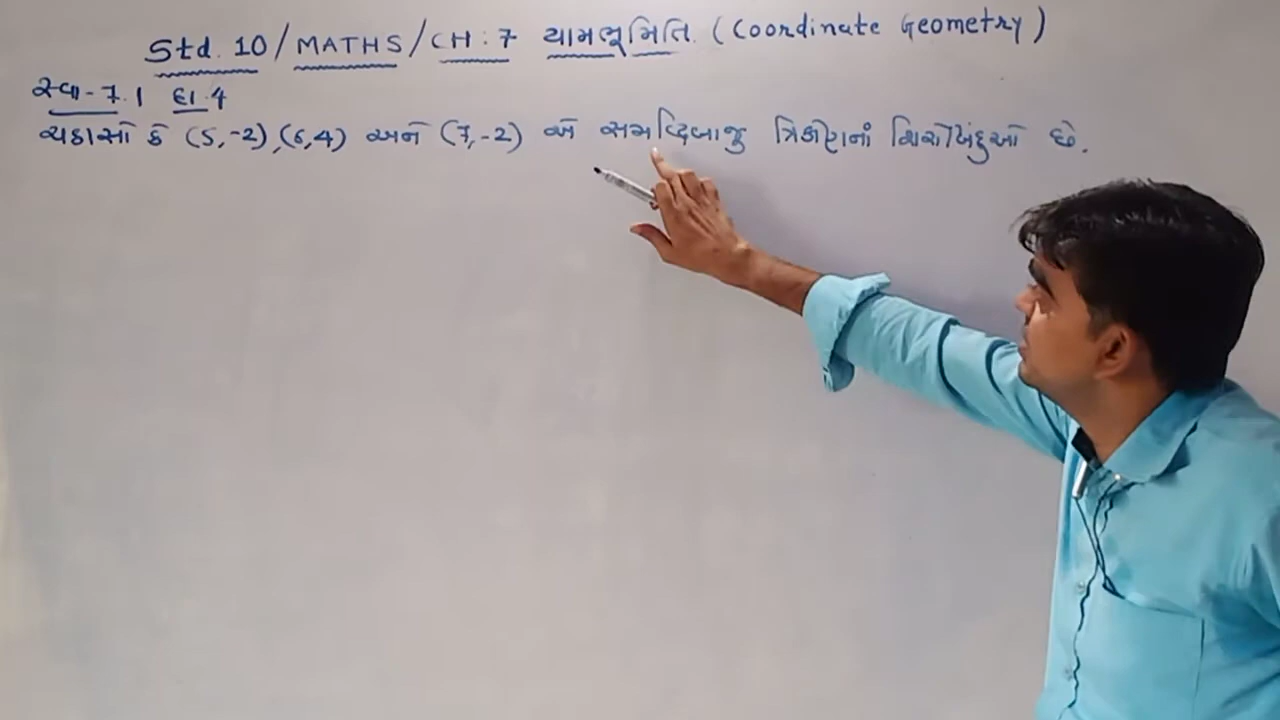 Std. 10 / MATHS / CH : 7 યામભૂમિતિ. ( Coordinate Geometry )
સ્વા - 7.1 દા.4
ચકાસો કે (5,-2),(6,4) અને (7,-2) એ સમદ્વિબાજુ ત્રિકોણનાં શિરોબિંદુઓ છે.